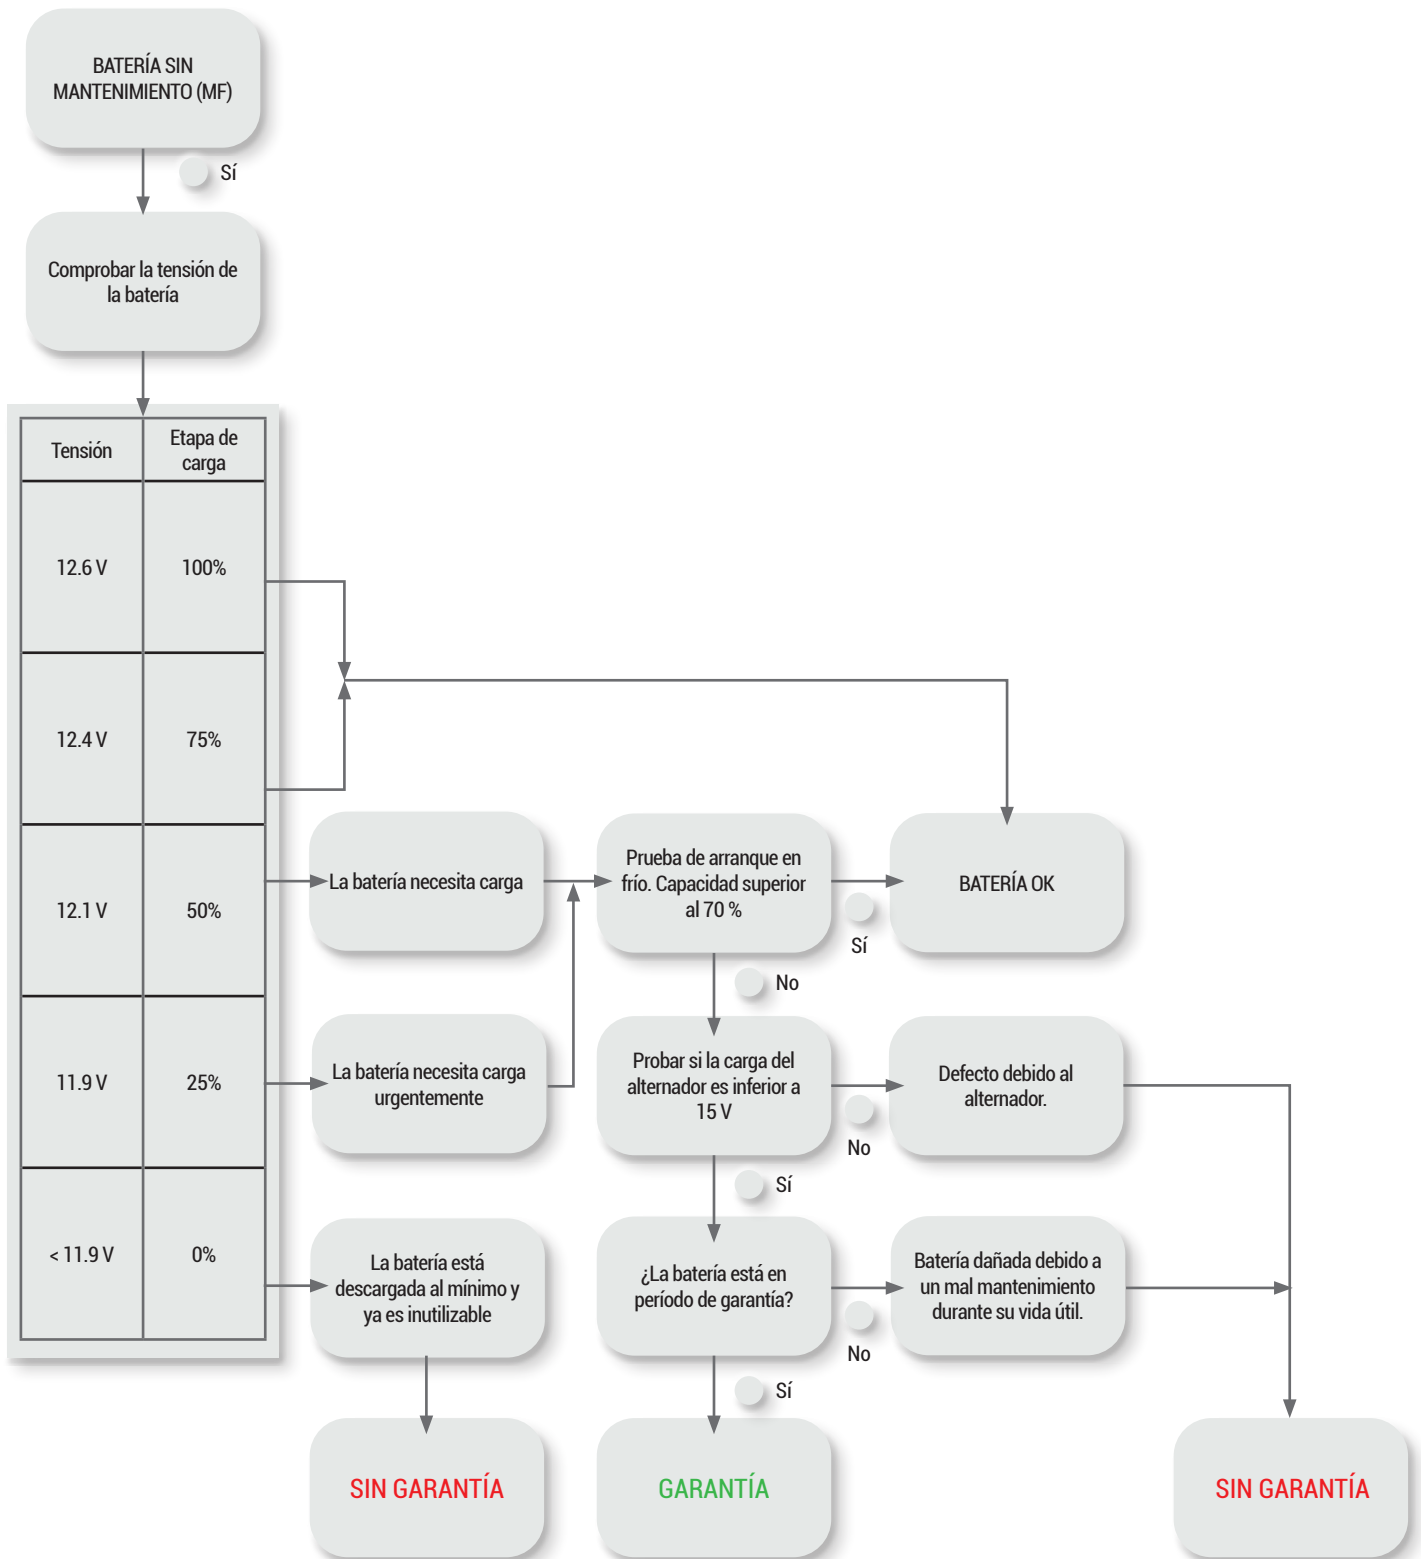 BATERÍA SIN
MANTENIMIENTO (MF)
Sí
Comprobar la tensión de
la batería
Tensión
Etapa de
carga
12.6 V
100%
12.4 V
75%
12.1 V
50%
La batería necesita carga
Prueba de arranque en
frío. Capacidad superior
al 70 %
Sí
BATERÍA OK
No
11.9 V
25%
La batería necesita carga
urgentemente
Probar si la carga del
alternador es inferior a
15 V
No
Defecto debido al
alternador.
Sí
< 11.9 V
0%
La batería está
descargada al mínimo y
ya es inutilizable
¿La batería está en
período de garantía?
No
Batería dañada debido a
un mal mantenimiento
durante su vida útil.
Sí
SIN GARANTÍA
GARANTÍA
SIN GARANTÍA